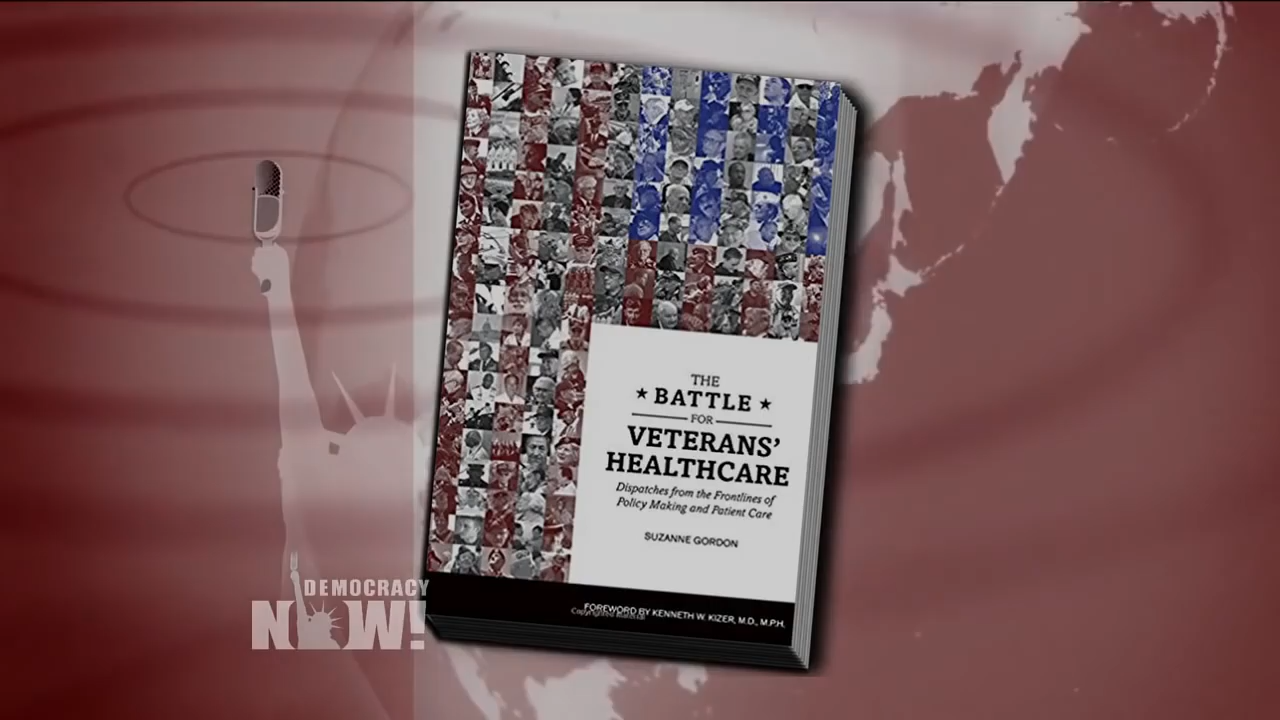 THE
★ BATTLE ★
FOR
VETERANS'
HEALTHCARE
Dispatches from the Frontlines of
Policy Making and Patient Care
SUZANNE GORDON
FOREWORD BY KENNETH W. KIZER, M.D., M.P.H.
DEMOCRACY
NOW!